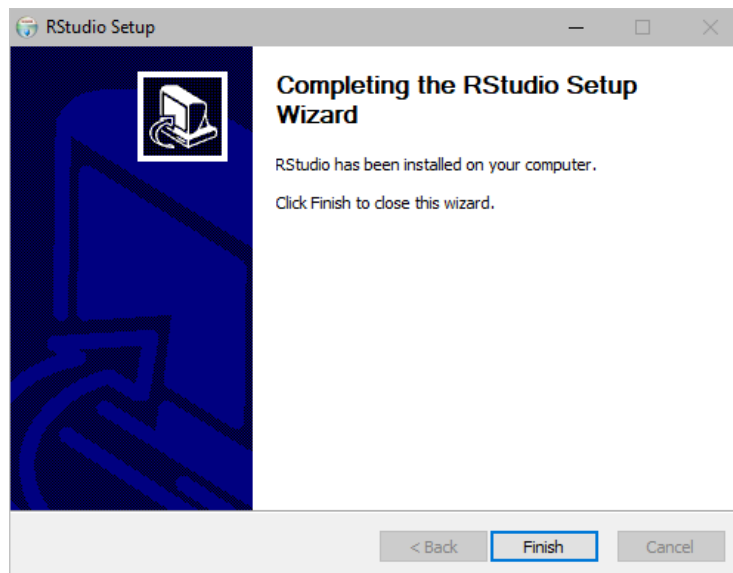 RStudio Setup
Completing the RStudio Setup
Wizard
RStudio has been installed on your computer.
Click Finish to close this wizard.
< Back
Finish
Cancel